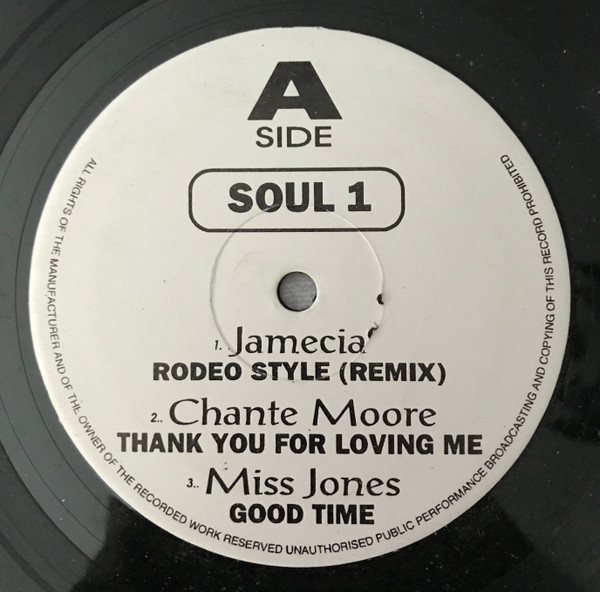 A
SIDE
SOUL 1
1. Jamecia
RODEO STYLE (REMIX)
2.. Chante Moore
THANK YOU FOR LOVING ME
3.. Miss Jones
GOOD TIME
ALL RIGHTS OF THE MANUFACTURER AND OF THE OWNER OF THE RECORDED WORK RESERVED UNAUTHORISED PUBLIC PERFORMANCE BROADCASTING AND COPYING OF THIS RECORD PROHIBITED